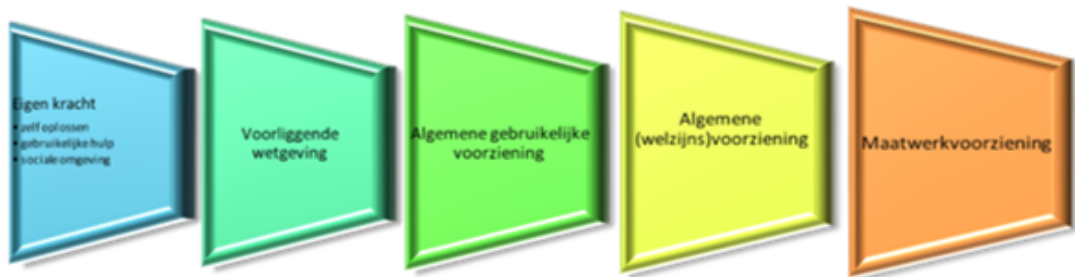 Eigen kracht
• zelf oplossen
• gebruikelijke hulp
• sociale omgeving
Voorliggende
wetgeving
Algemene gebruikelijke
voorziening
Algemene
(welzijns)voorziening
Maatwerkvoorziening